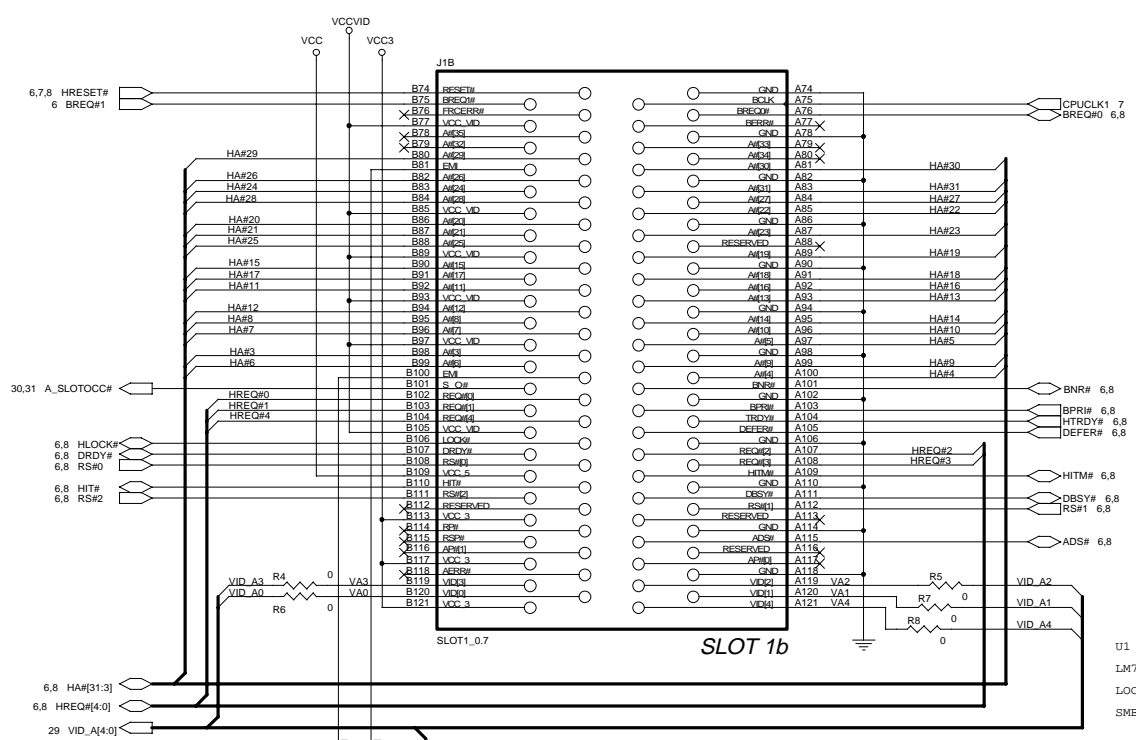 VCCVID
VCC VCC3
J1B
6,7,8 HRESET# B74 RESET# GND A74
6 BREQ#1 B75 BREQ1# BCLK A75 CPUCLK1 7
B76 FRCERR# BREQ0# A76 BREQ#0 6,8
B77 VCC_VID BERR# A77
B78 A#[35] GND A78
B79 A#[32] A#[33] A79
HA#29 B80 A#[29] A#[34] A80
B81 EMI A#[30] A81 HA#30
HA#26 B82 A#[26] GND A82
HA#24 B83 A#[24] A#[31] A83 HA#31
HA#28 B84 A#[28] A#[27] A84 HA#27
B85 VCC_VID A#[22] A85 HA#22
HA#20 B86 A#[20] GND A86
HA#21 B87 A#[21] A#[23] A87 HA#23
HA#25 B88 A#[25] RESERVED A88
B89 VCC_VID A#[19] A89 HA#19
HA#15 B90 A#[15] GND A90
HA#17 B91 A#[17] A#[18] A91 HA#18
HA#11 B92 A#[11] A#[16] A92 HA#16
B93 VCC_VID A#[13] A93 HA#13
HA#12 B94 A#[12] GND A94
HA#8 B95 A#[8] A#[14] A95 HA#14
HA#7 B96 A#[7] A#[10] A96 HA#10
B97 VCC_VID A#[5] A97 HA#5
HA#3 B98 A#[3] GND A98
HA#6 B99 A#[6] A#[9] A99 HA#9
B100 EMI A#[4] A100 HA#4
30,31 A_SLOTOCC# B101 S_O# BNR# A101 BNR# 6,8
HREQ#0 B102 REQ#[0] GND A102
HREQ#1 B103 REQ#[1] BPRI# A103 BPRI# 6,8
HREQ#4 B104 REQ#[4] TRDY# A104 HTRDY# 6,8
B105 VCC_VID DEFER# A105 DEFER# 6,8
6,8 HLOCK# B106 LOCK# GND A106
6,8 DRDY# B107 DRDY# REQ#[2] A107 HREQ#2
6,8 RS#0 B108 RS#[0] REQ#[3] A108 HREQ#3
B109 VCC_5 HITM# A109 HITM# 6,8
6,8 HIT# B110 HIT# GND A110
6,8 RS#2 B111 RS#[2] DBSY# A111 DBSY# 6,8
B112 RESERVED RS#[1] A112 RS#1 6,8
B113 VCC_3 RESERVED A113
B114 RP# GND A114
B115 RSP# ADS# A115 ADS# 6,8
B116 AP#[1] RESERVED A116
B117 VCC_3 AP#[0] A117
B118 AERR# GND A118
VID_A3 R4 0 VA3 B119 VID[3] VID[2] A119 VA2 R5 VID_A2
VID_A0 R6 0 VA0 B120 VID[0] VID[1] A120 VA1 R7 0 VID_A1
B121 VCC_3 VID[4] A121 VA4 R8 0 VID_A4
0
SLOT1_0.7 SLOT 1b
U1
LM7
LOC
6,8 HA#[31:3]
6,8 HREQ#[4:0]
29 VID_A[4:0]